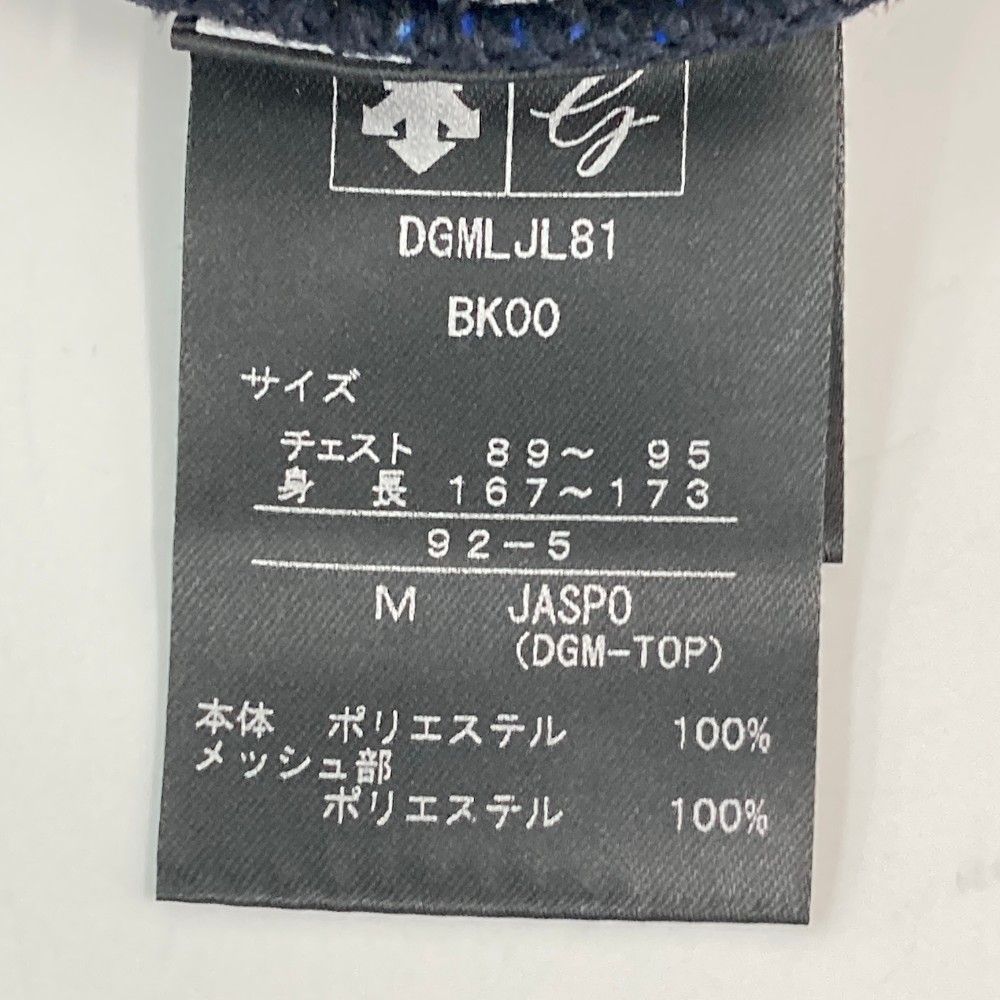 G
DGMLJL81
BK00
サイズ
チェスト 89～ 95
身 長 167～173
92-5
M JASPO
(DGM-TOP)
本体 ポリエステル 100%
メッシュ部
ポリエステル 100%